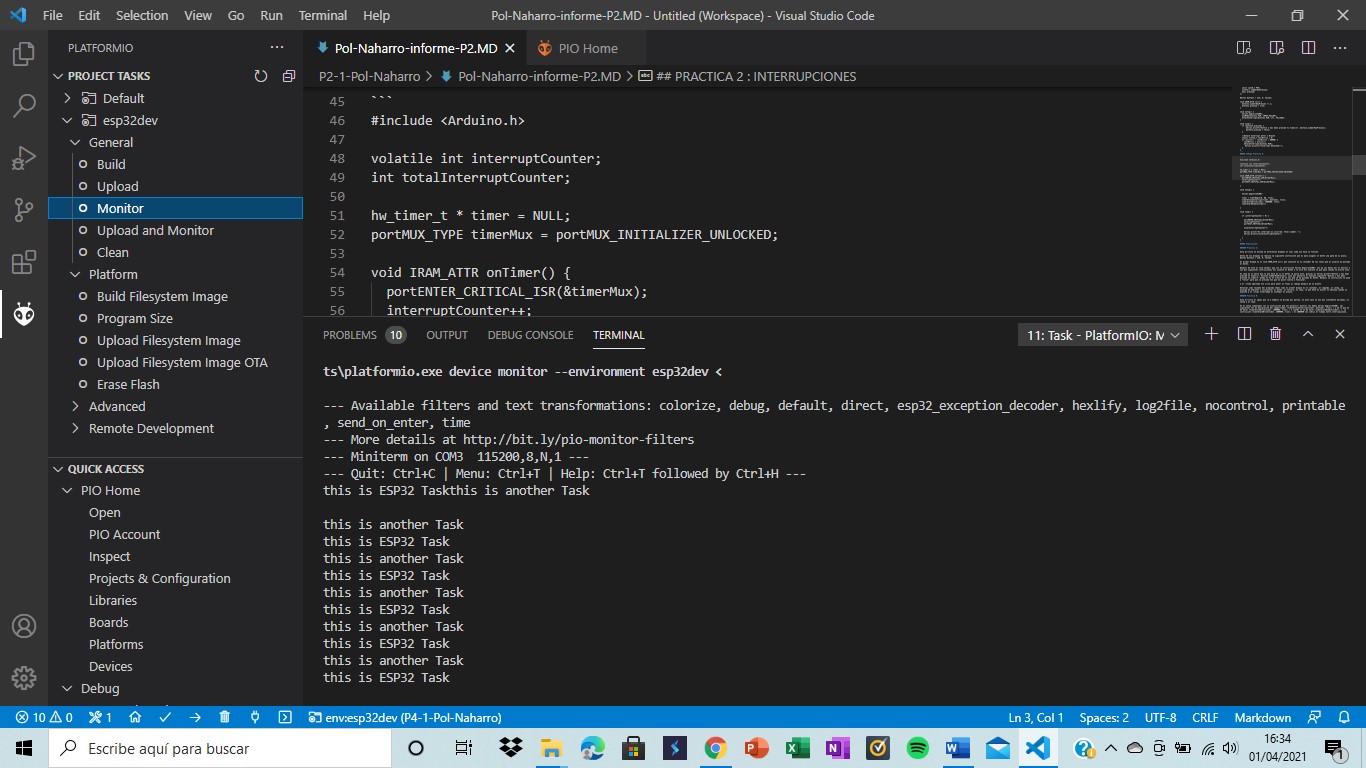 File Edit Selection View Go Run Terminal Help Pol-Naharro-informe-P2.MD - Untitled (Workspace) - Visual Studio Code
PLATFORMIO
PROJECT TASKS
Default
esp32dev
General
Build
Upload
Monitor
Upload and Monitor
Clean
Platform
Build Filesystem Image
Program Size
Upload Filesystem Image
Upload Filesystem Image OTA
Erase Flash
Advanced
Remote Development
QUICK ACCESS
PIO Home
Open
PIO Account
Inspect
Projects & Configuration
Libraries
Boards
Platforms
Devices
Debug
Pol-Naharro-informe-P2.MD PIO Home
P2-1-Pol-Naharro > Pol-Naharro-informe-P2.MD > ## PRACTICA 2 : INTERRUPCIONES
45 ```
46 #include <Arduino.h>
47
48 volatile int interruptCounter;
49 int totalInterruptCounter;
50
51 hw_timer_t * timer = NULL;
52 portMUX_TYPE timerMux = portMUX_INITIALIZER_UNLOCKED;
53
54 void IRAM_ATTR onTimer() {
55 portENTER_CRITICAL_ISR(&timerMux);
56 interruptCounter++;
PROBLEMS 10 OUTPUT DEBUG CONSOLE TERMINAL 11: Task - PlatformIO: M
ts\platformio.exe device monitor --environment esp32dev <
--- Available filters and text transformations: colorize, debug, default, direct, esp32_exception_decoder, hexlify, log2file, nocontrol, printable
, send_on_enter, time
--- More details at http://bit.ly/pio-monitor-filters
--- Miniterm on COM3  115200,8,N,1 ---
--- Quit: Ctrl+C | Menu: Ctrl+T | Help: Ctrl+T followed by Ctrl+H ---
this is ESP32 Taskthis is another Task
this is another Task
this is ESP32 Task
this is another Task
this is ESP32 Task
this is another Task
this is ESP32 Task
this is another Task
this is ESP32 Task
this is another Task
this is ESP32 Task
10 0 1 env:esp32dev (P4-1-Pol-Naharro) Ln 3, Col 1 Spaces: 2 UTF-8 CRLF Markdown
Escribe aquí para buscar
16:34
01/04/2021
1